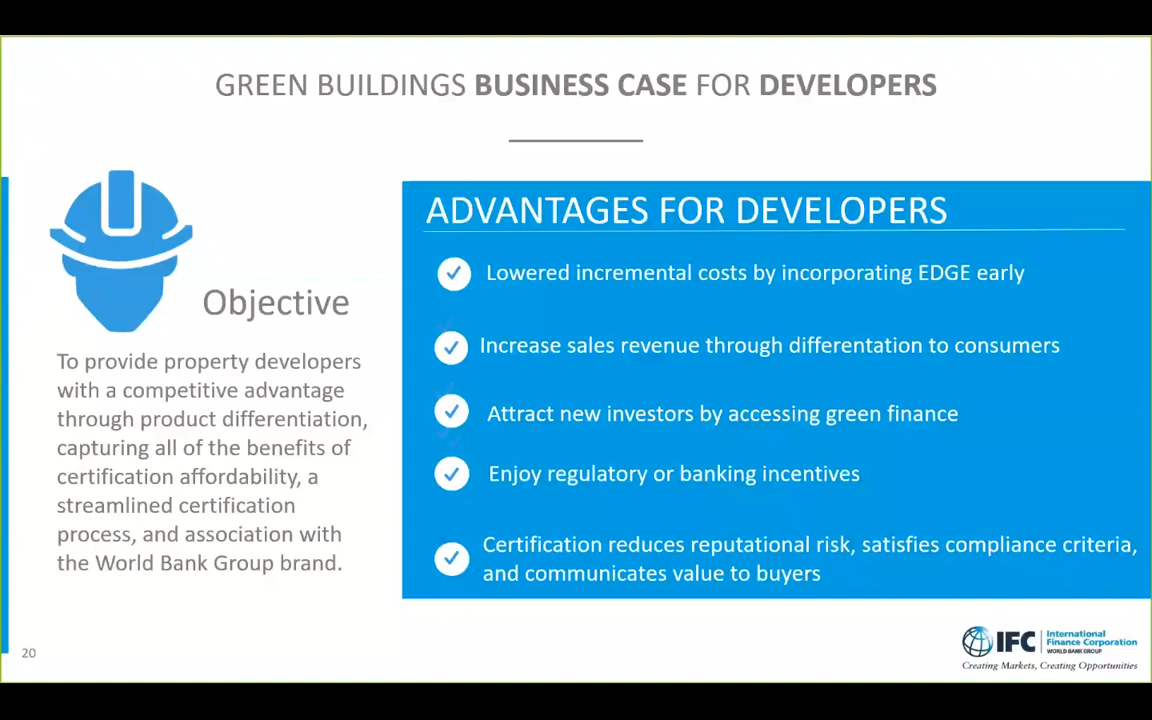 GREEN BUILDINGS BUSINESS CASE FOR DEVELOPERS
Objective
To provide property developers
with a competitive advantage
through product differentiation,
capturing all of the benefits of
certification affordability, a
streamlined certification
process, and association with
the World Bank Group brand.
ADVANTAGES FOR DEVELOPERS
Lowered incremental costs by incorporating EDGE early
Increase sales revenue through differentation to consumers
Attract new investors by accessing green finance
Enjoy regulatory or banking incentives
Certification reduces reputational risk, satisfies compliance criteria,
and communicates value to buyers
20
IFC
International
Finance Corporation
WORLD BANK GROUP
Creating Markets, Creating Opportunities